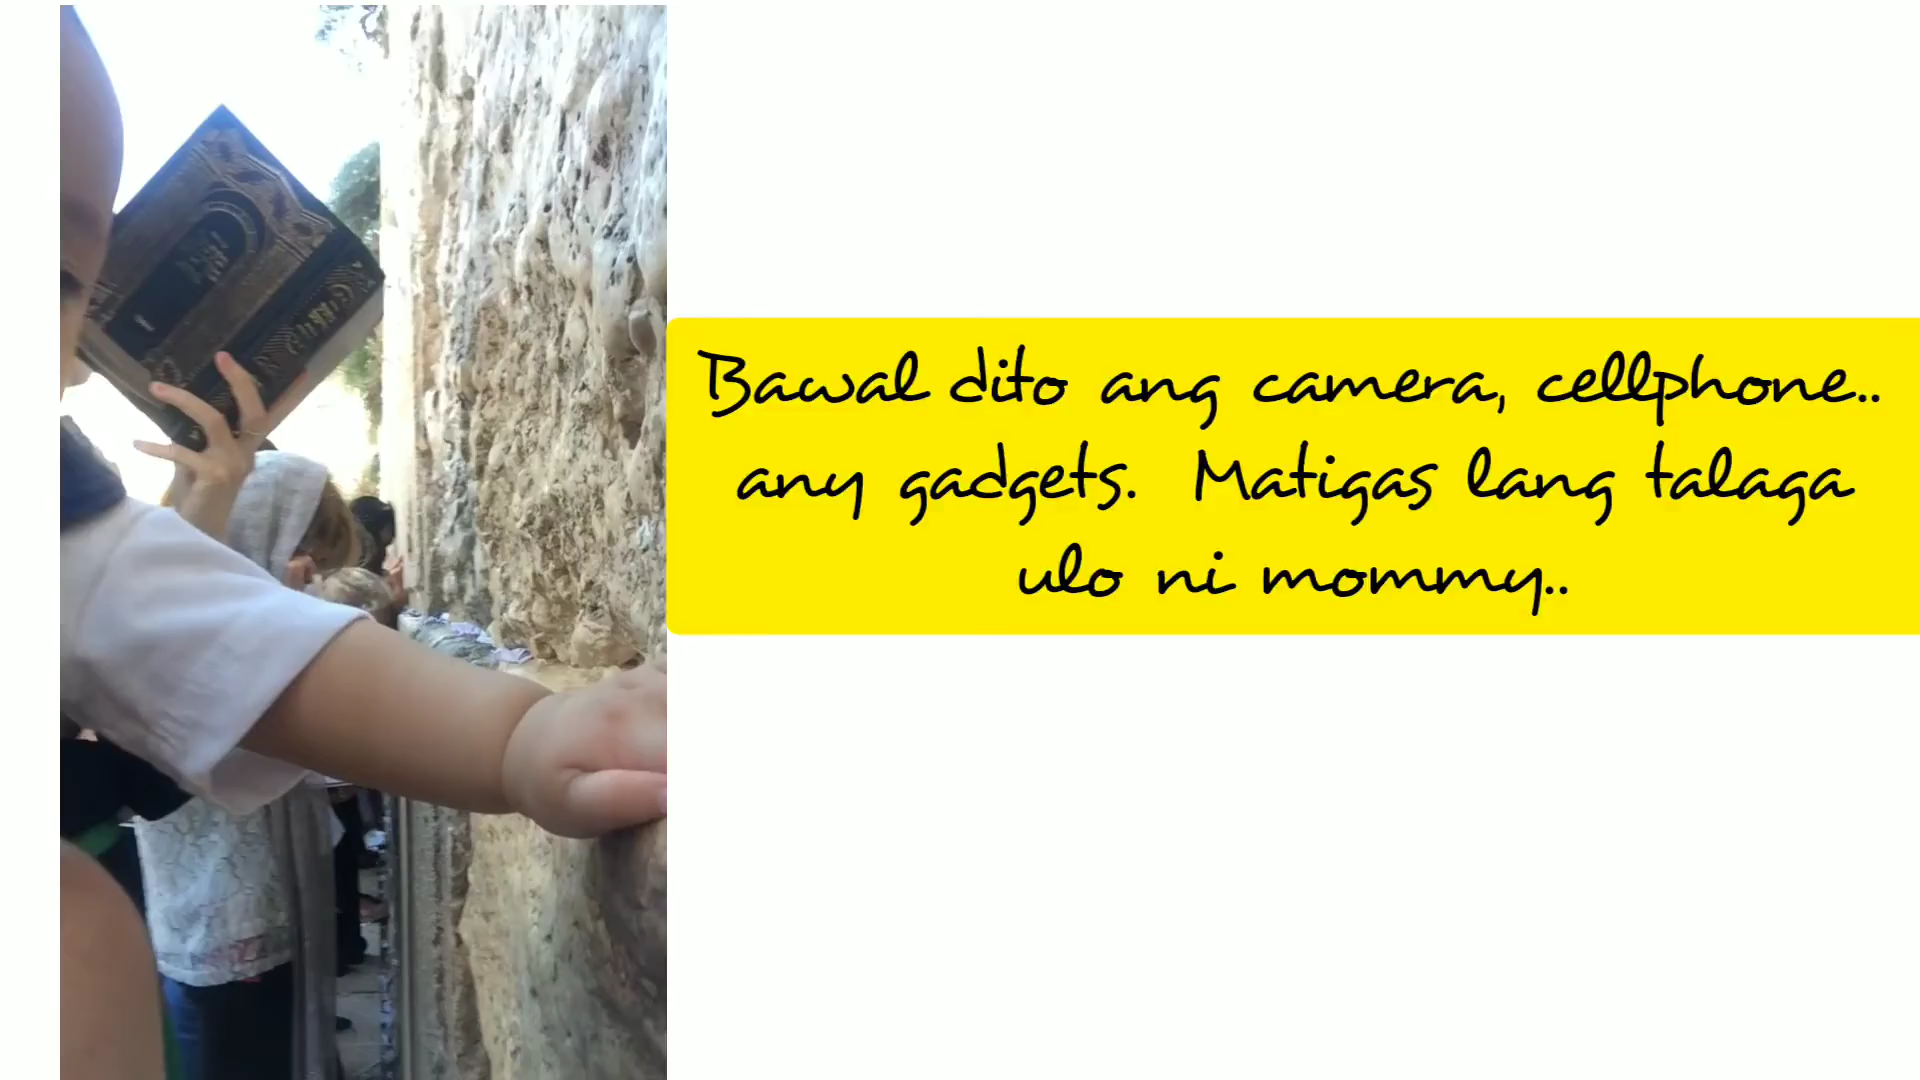 Bawal dito ang camera, cellphone..
any gadgets. Matigas lang talaga
ulo ni mommy..